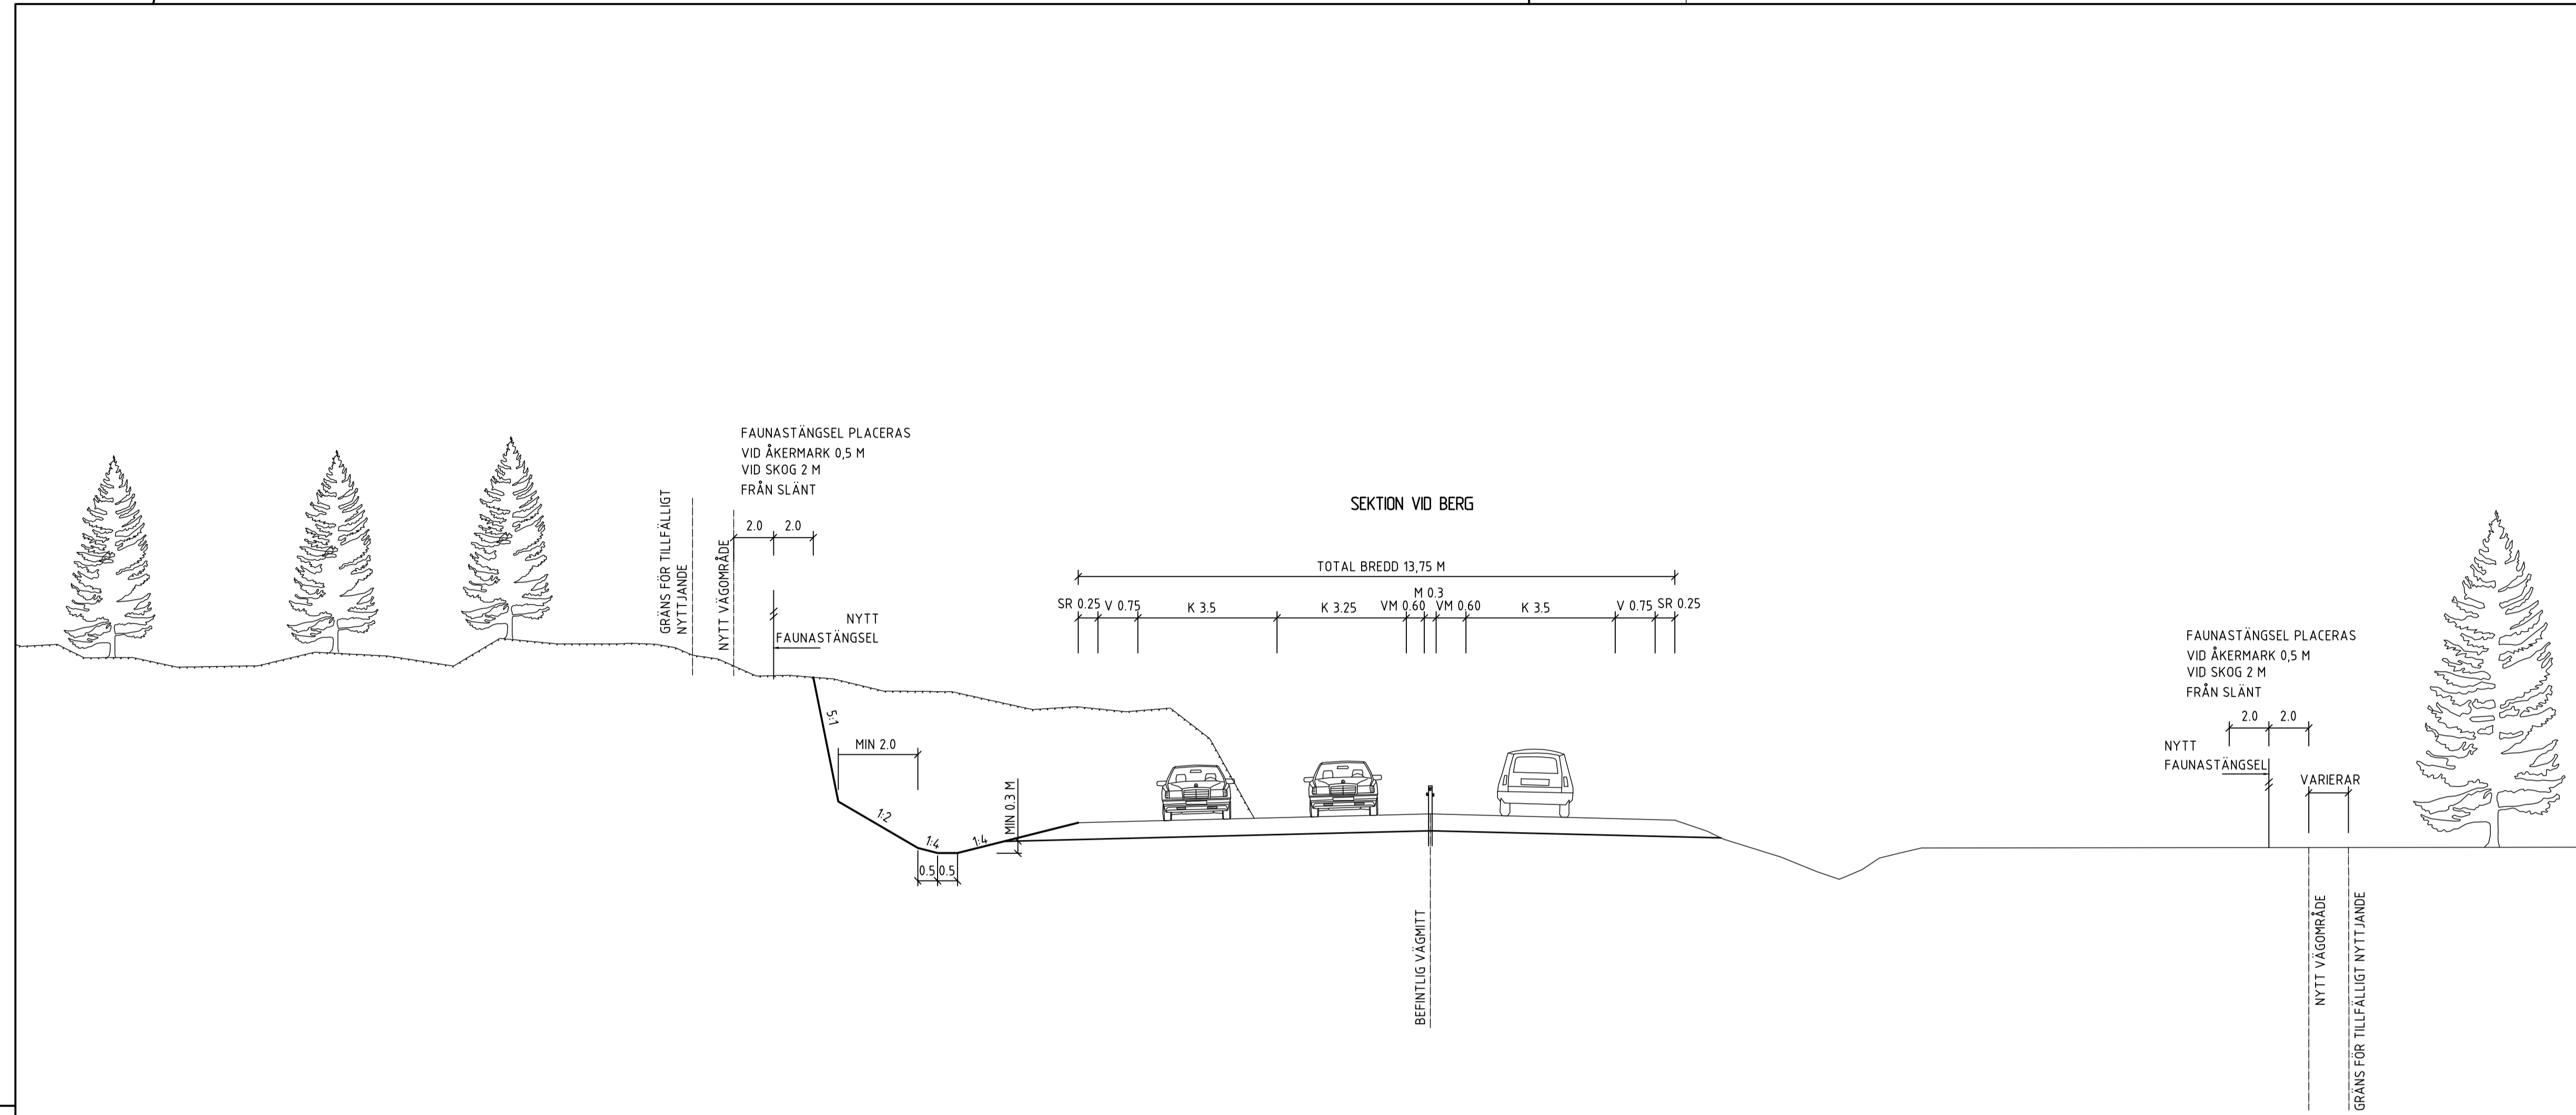 FAUNASTÄNGSEL PLACERAS
VID ÅKERMARK 0,5 M
VID SKOG 2 M
FRÅN SLÄNT
GRÄNS FÖR TILLFÄLLIGT
NYTTJANDE
NYTT VÄGOMRÅDE
2.0 2.0
NYTT
FAUNASTÄNGSEL
SEKTION VID BERG
TOTAL BREDD 13,75 M
M 0.3
SR 0.25 V 0.75 K 3.5 K 3.25 VM 0.60 VM 0.60 K 3.5 V 0.75 SR 0.25
5:1
MIN 2.0
1:2
1:4
1:4
MIN 0.3 M
0.5 0.5
BEFINTLIG VÄGMITT
FAUNASTÄNGSEL PLACERAS
VID ÅKERMARK 0,5 M
VID SKOG 2 M
FRÅN SLÄNT
2.0 2.0
NYTT
FAUNASTÄNGSEL
VARIERAR
NYTT VÄGOMRÅDE
GRÄNS FÖR TILLFÄLLIGT NYTTJANDE